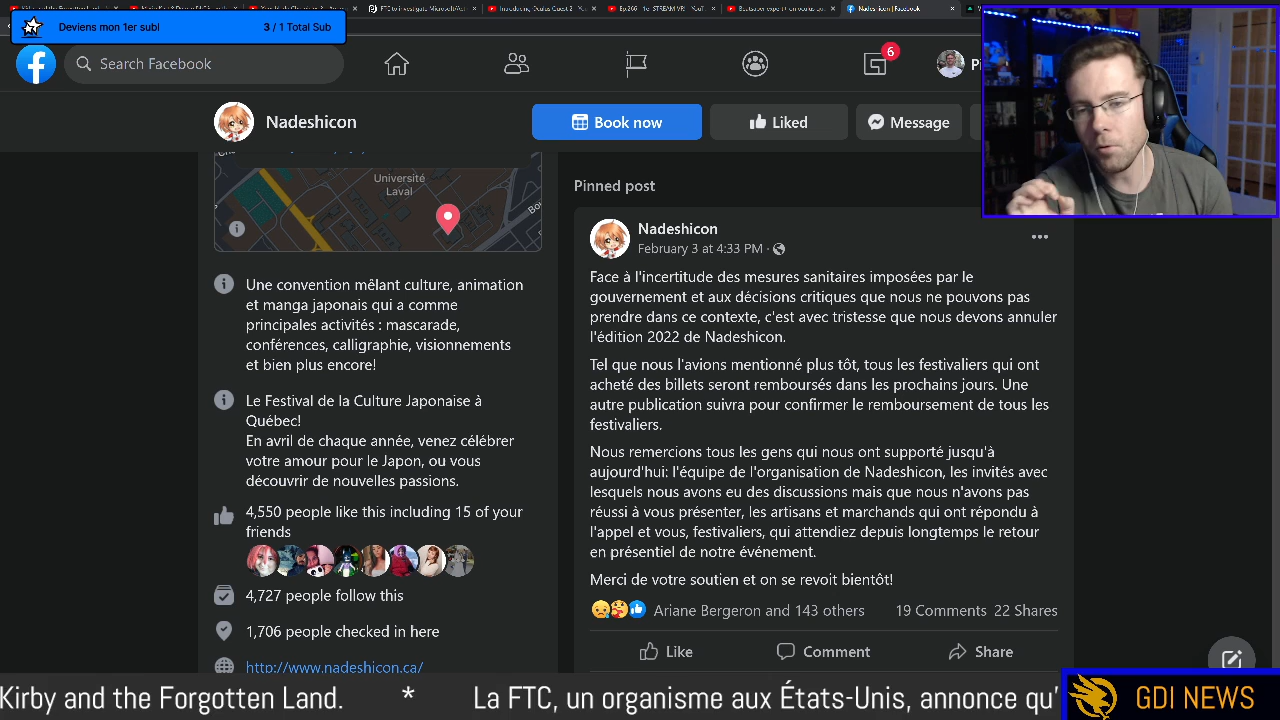 FTC to investigate Microsoft/Act
Introducing Oculus Quest 2
Nadeshicon | Facebook
Deviens mon 1er sub!
3 / 1 Total Sub
Search Facebook
6
Nadeshicon
Book now
Liked
Message
Université
Laval
Pinned post
Une convention mêlant culture, animation
et manga japonais qui a comme
principales activités : mascarade,
conférences, calligraphie, visionnements
et bien plus encore!
Le Festival de la Culture Japonaise à
Québec!
En avril de chaque année, venez célébrer
votre amour pour le Japon, ou vous
découvrir de nouvelles passions.
4,550 people like this including 15 of your
friends
4,727 people follow this
1,706 people checked in here
http://www.nadeshicon.ca/
Nadeshicon
February 3 at 4:33 PM ·
Face à l'incertitude des mesures sanitaires imposées par le
gouvernement et aux décisions critiques que nous ne pouvons pas
prendre dans ce contexte, c'est avec tristesse que nous devons annuler
l'édition 2022 de Nadeshicon.
Tel que nous l'avions mentionné plus tôt, tous les festivaliers qui ont
acheté des billets seront remboursés dans les prochains jours. Une
autre publication suivra pour confirmer le remboursement de tous les
festivaliers.
Nous remercions tous les gens qui nous ont supporté jusqu'à
aujourd'hui: l'équipe de l'organisation de Nadeshicon, les invités avec
lesquels nous avons eu des discussions mais que nous n'avons pas
réussi à vous présenter, les artisans et marchands qui ont répondu à
l'appel et vous, festivaliers, qui attendiez depuis longtemps le retour
en présentiel de notre événement.
Merci de votre soutien et on se revoit bientôt!
Ariane Bergeron and 143 others
19 Comments 22 Shares
Like
Comment
Share
Kirby and the Forgotten Land. * La FTC, un organisme aux États-Unis, annonce qu'
GDI NEWS